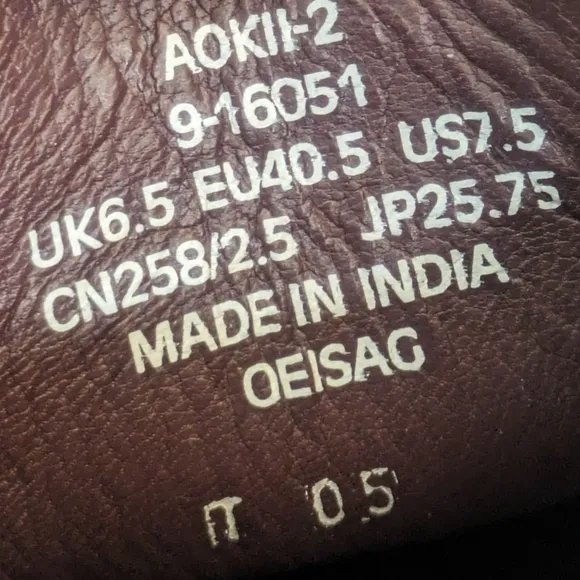 AOKII-2
9-16051
UK6.5 EU40.5 US7.5
CN258/2.5 JP25.75
MADE IN INDIA
OEISAG
IT 05